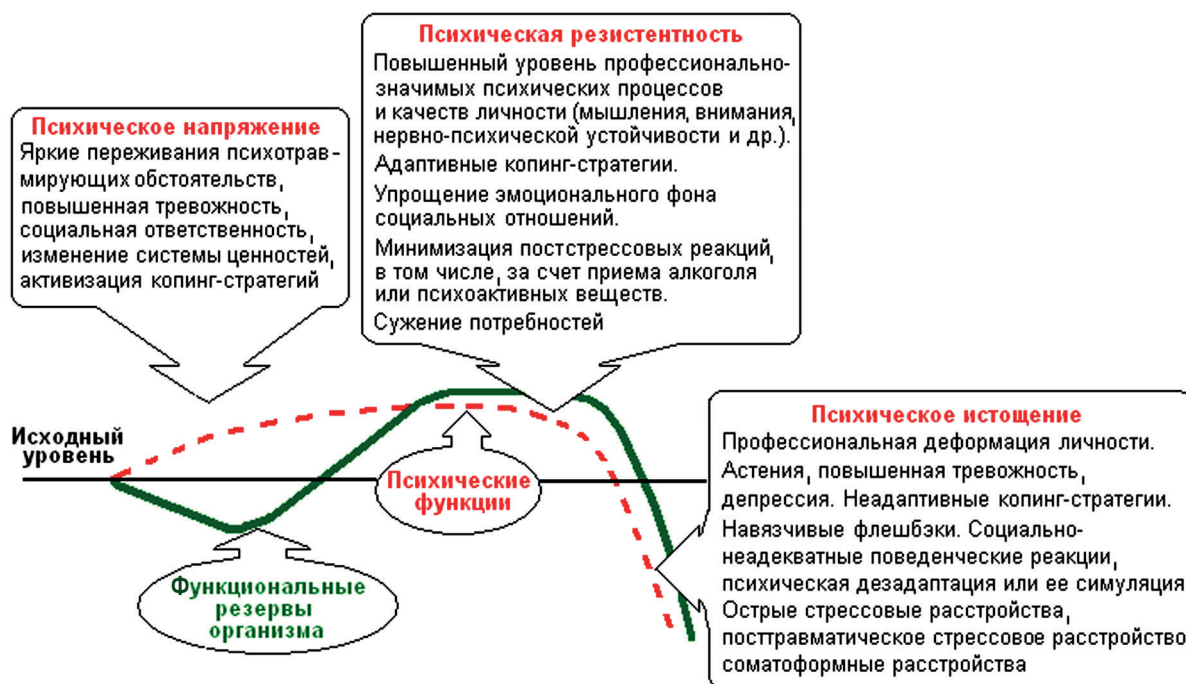 Психическое напряжение
Яркие переживания психотрав-
мирующих обстоятельств,
повышенная тревожность,
социальная ответственность,
изменение системы ценностей,
активизация копинг-стратегий
Психическая резистентность
Повышенный уровень профессионально-
значимых психических процессов
и качеств личности (мышления, внимания,
нервно-психической устойчивости и др.).
Адаптивные копинг-стратегии.
Упрощение эмоционального фона
социальных отношений.
Минимизация постстрессовых реакций,
в том числе, за счет приема алкоголя
или психоактивных веществ.
Сужение потребностей
Исходный
уровень
Психические
функции
Функциональные
резервы
организма
Психическое истощение
Профессиональная деформация личности.
Астения, повышенная тревожность,
депрессия. Неадаптивные копинг-стратегии.
Навязчивые флешбэки. Социально-
неадекватные поведенческие реакции,
психическая дезадаптация или ее симуляция
Острые стрессовые расстройства,
посттравматическое стрессовое расстройство
соматоформные расстройства